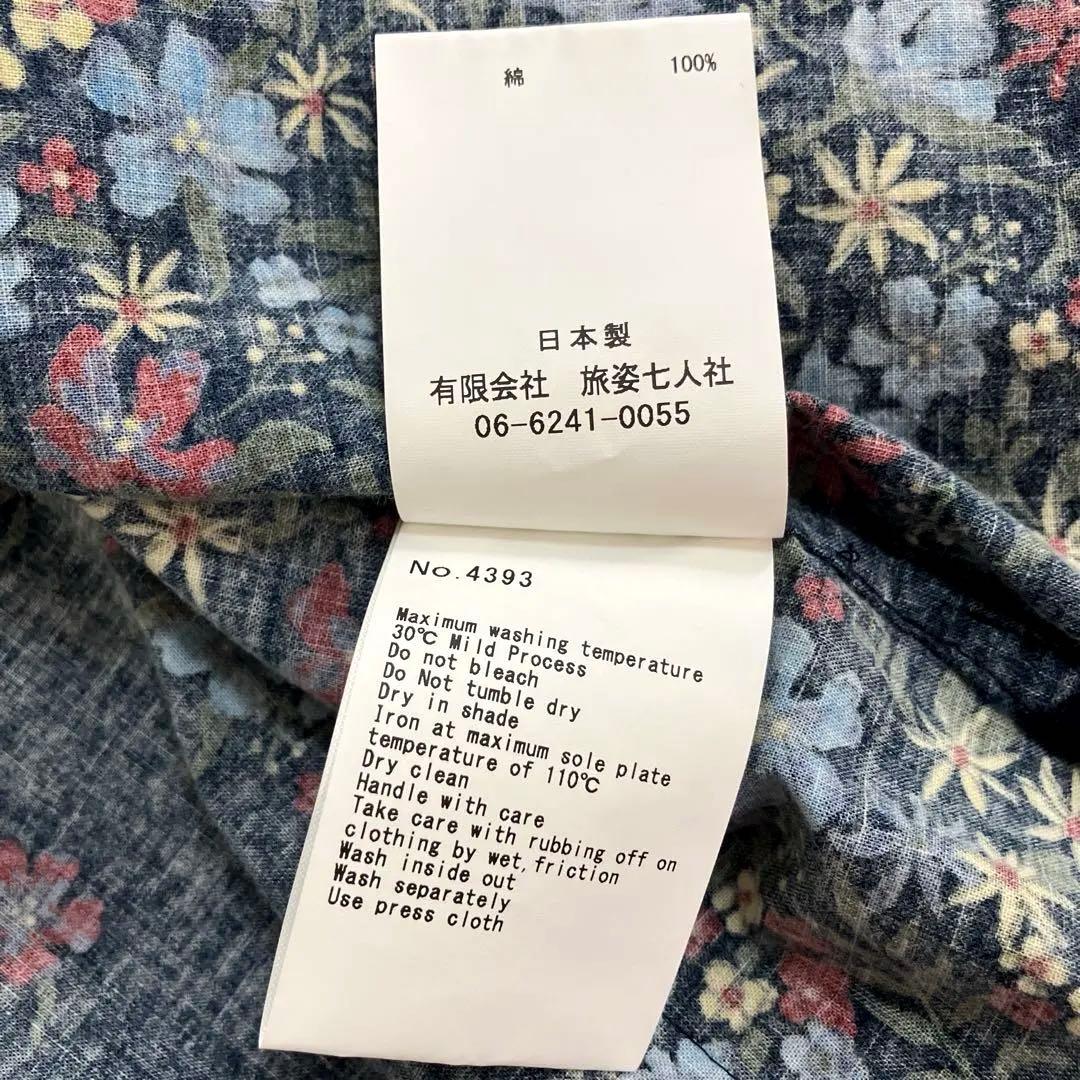 綿 100%
日本製
有限会社 旅姿七人社
06-6241-0055
No.4393
Maximum washing temperature
30℃ Mild Process
Do not bleach
Do Not tumble dry
Dry in shade
Iron at maximum sole plate
temperature of 110℃
Dry clean
Handle with care
Take care with rubbing off on
clothing by wet,friction
Wash inside out
Wash separately
Use press cloth